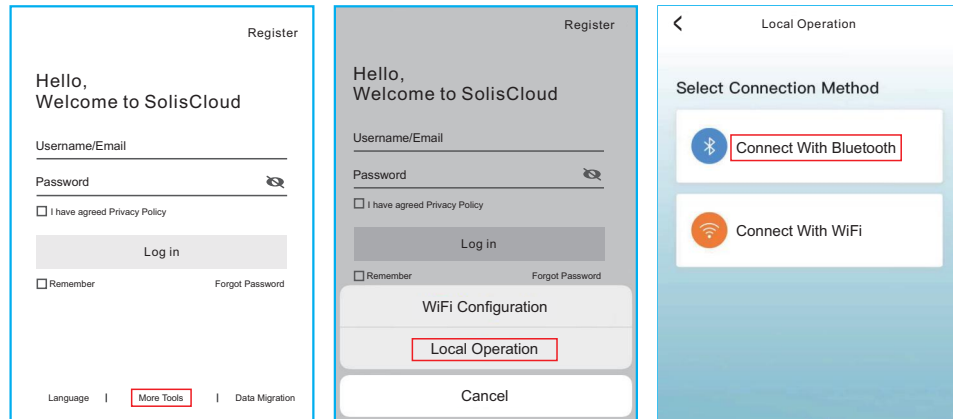 Register
Hello,
Welcome to SolisCloud
Username/Email
Password
I have agreed Privacy Policy
Log in
Remember Forgot Password
Language | More Tools | Data Migration
Register
Hello,
Welcome to SolisCloud
Username/Email
Password
I have agreed Privacy Policy
Log in
Remember Forgot Password
WiFi Configuration
Local Operation
Cancel
Local Operation
Select Connection Method
Connect With Bluetooth
Connect With WiFi